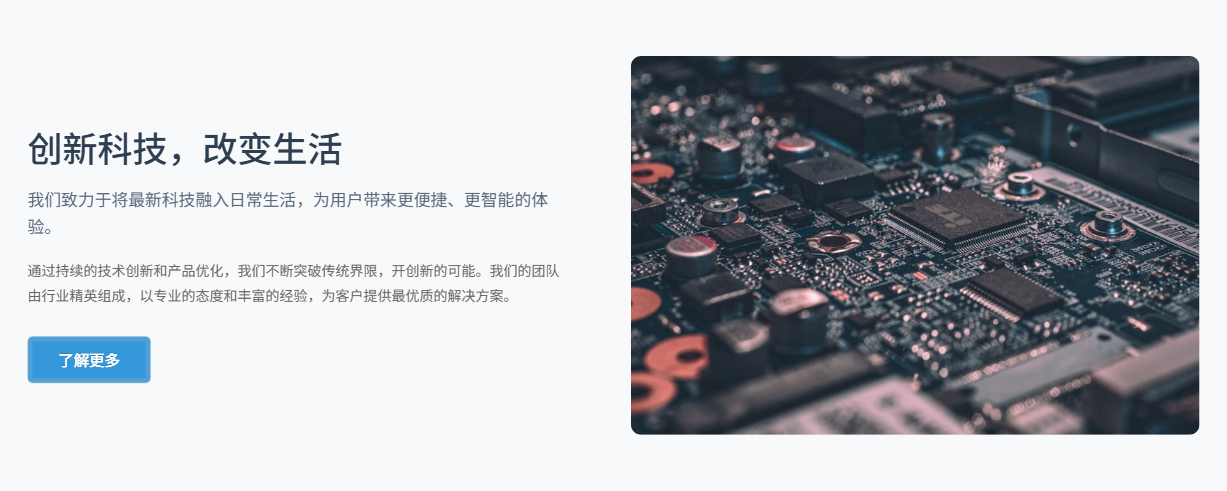 创新科技，改变生活
我们致力于将最新科技融入日常生活，为用户带来更便捷、更智能的体
验。
通过持续的技术创新和产品优化，我们不断突破传统界限，开创新的可能。我们的团队
由行业精英组成，以专业的态度和丰富的经验，为客户提供最优质的解决方案。
了解更多